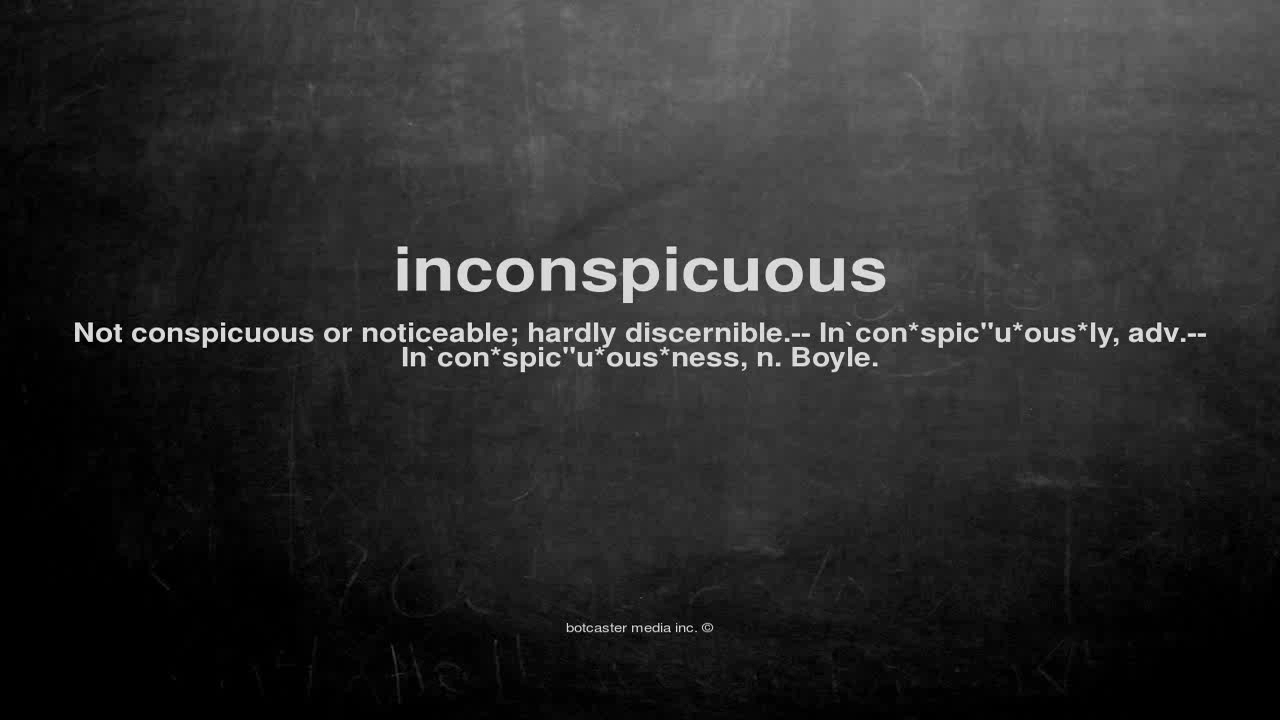 inconspicuous
Not conspicuous or noticeable; hardly discernible.-- In`con*spic"u*ous*ly, adv.--
In`con*spic"u*ous*ness, n. Boyle.
botcaster media inc. ©